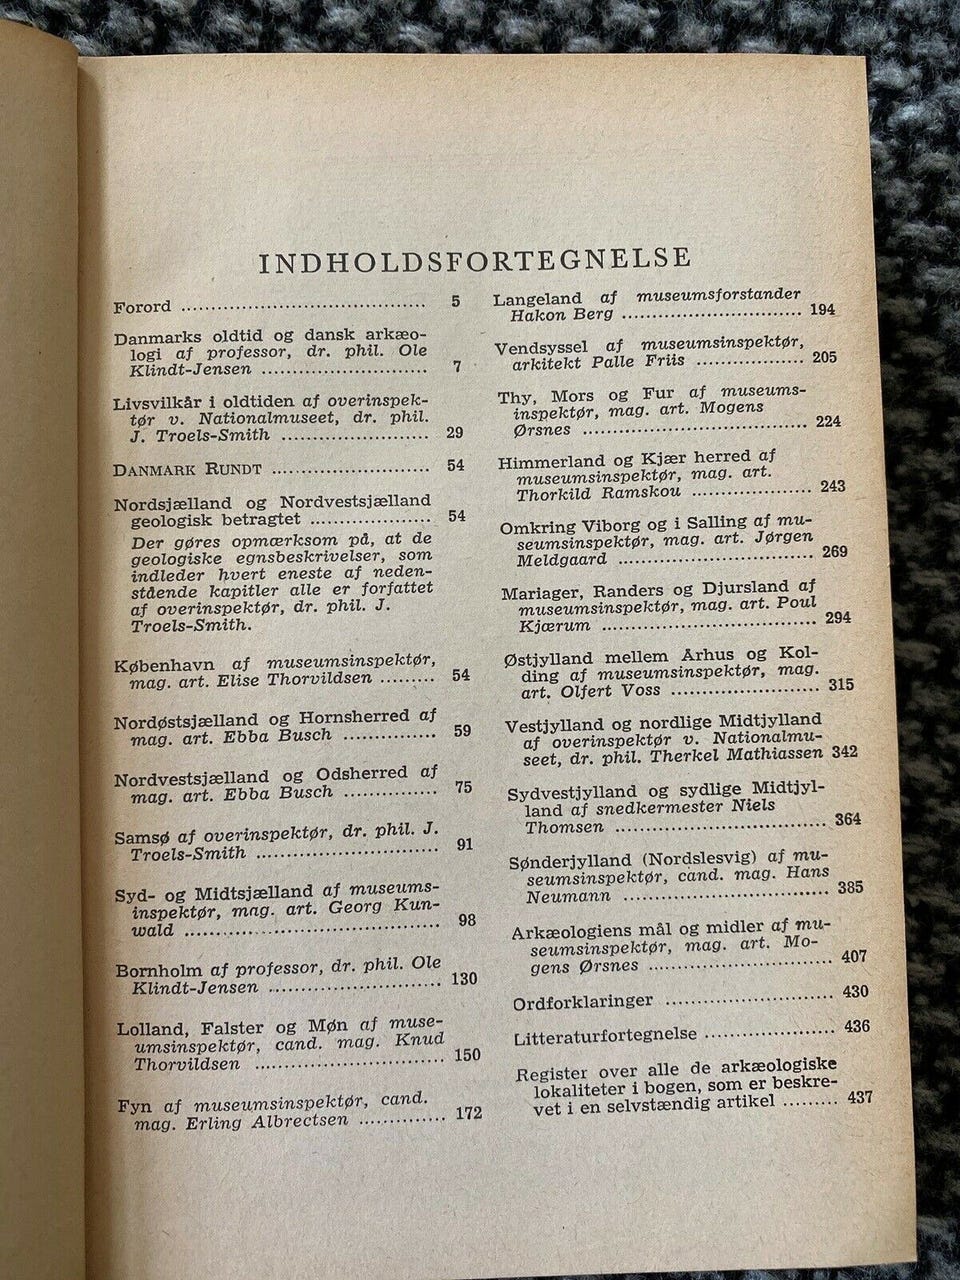 INDHOLDSFORTEGNELSE
Forord .................................... 5
Danmarks oldtid og dansk arkæo-
logi af professor, dr. phil. Ole
Klindt-Jensen ......................... 7
Livsvilkår i oldtiden af overinspek-
tør v. Nationalmuseet, dr. phil.
J. Troels-Smith ...................... 29
DANMARK RUNDT ........................ 54
Nordsjælland og Nordvestsjælland
geologisk betragtet .................. 54
Der gøres opmærksom på, at de
geologiske egnsbeskrivelser, som
indleder hvert eneste af neden-
stående kapitler alle er forfattet
af overinspektør, dr. phil. J.
Troels-Smith.
København af museumsinspektør,
mag. art. Elise Thorvildsen ......... 54
Nordøstsjælland og Hornsherred af
mag. art. Ebba Busch .............. 59
Nordvestsjælland og Odsherred af
mag. art. Ebba Busch .............. 75
Samsø af overinspektør, dr. phil. J.
Troels-Smith ........................... 91
Syd- og Midtsjælland af museums-
inspektør, mag. art. Georg Kun-
wald ...................................... 98
Bornholm af professor, dr. phil. Ole
Klindt-Jensen .......................... 130
Lolland, Falster og Møn af muse-
umsinspektør, cand. mag. Knud
Thorvildsen ............................ 150
Fyn af museumsinspektør, cand.
mag. Erling Albrectsen ............. 172
Langeland af museumsforstander
Hakon Berg ........................... 194
Vendsyssel af museumsinspektør,
arkitekt Palle Friis ................ 205
Thy, Mors og Fur af museums-
inspektør, mag. art. Mogens
Ørsnes .................................. 224
Himmerland og Kjær herred af
museumsinspektør, mag. art.
Thorkild Ramskou .................. 243
Omkring Viborg og i Salling af mu-
seumsinspektør, mag. art. Jørgen
Meldgaard ............................. 269
Mariager, Randers og Djursland af
museumsinspektør, mag. art. Poul
Kjærum ................................ 294
Østjylland mellem Århus og Kol-
ding af museumsinspektør, mag.
art. Olfert Voss ...................... 315
Vestjylland og nordlige Midtjylland
af overinspektør v. Nationalmu-
seet, dr. phil. Therkel Mathiassen 342
Sydvestjylland og sydlige Midtjyl-
land af snedkermester Niels
Thomsen ................................ 364
Sønderjylland (Nordslesvig) af mu-
seumsinspektør, cand. mag. Hans
Neumann ............................... 385
Arkæologiens mål og midler af mu-
seumsinspektør, mag. art. Mo-
gens Ørsnes ........................... 407
Ordforklaringer ......................... 430
Litteraturfortegnelse ................... 436
Register over alle de arkæologiske
lokaliteter i bogen, som er beskre-
vet i en selvstændig artikel ......... 437